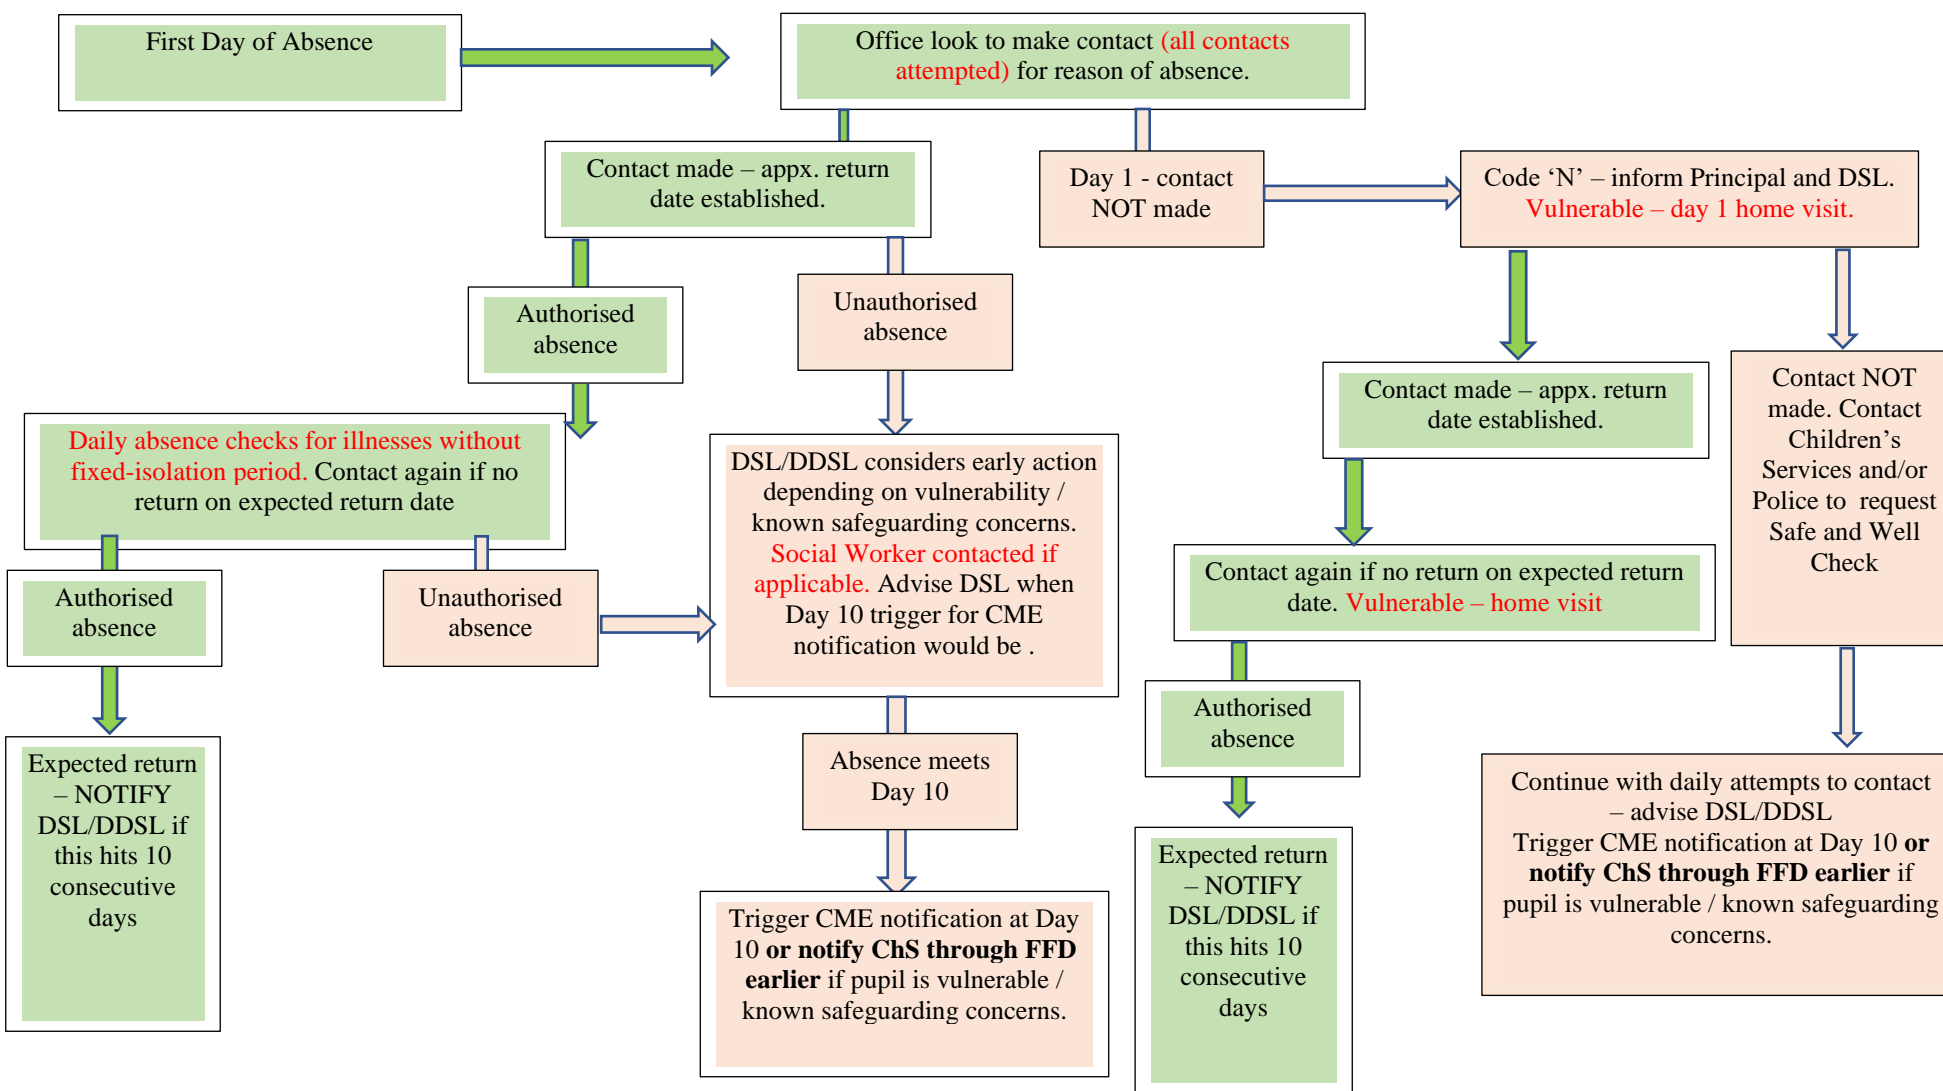 First Day of Absence
Office look to make contact (all contacts
attempted) for reason of absence.
Contact made – appx. return
date established.
Day 1 - contact
NOT made
Code ‘N’ – inform Principal and DSL.
Vulnerable – day 1 home visit.
Authorised
absence
Unauthorised
absence
Contact made – appx. return
date established.
Contact NOT
made. Contact
Children’s
Services and/or
Police to  request
Safe and Well
Check
Daily absence checks for illnesses without
fixed-isolation period. Contact again if no
return on expected return date
DSL/DDSL considers early action
depending on vulnerability /
known safeguarding concerns.
Social Worker contacted if
applicable. Advise DSL when
Day 10 trigger for CME
notification would be .
Contact again if no return on expected return
date. Vulnerable – home visit
Authorised
absence
Unauthorised
absence
Authorised
absence
Expected return
– NOTIFY
DSL/DDSL if
this hits 10
consecutive
days
Absence meets
Day 10
Continue with daily attempts to contact
– advise DSL/DDSL
Trigger CME notification at Day 10 or
notify ChS through FFD earlier if
pupil is vulnerable / known safeguarding
concerns.
Trigger CME notification at Day
10 or notify ChS through FFD
earlier if pupil is vulnerable /
known safeguarding concerns.
Expected return
– NOTIFY
DSL/DDSL if
this hits 10
consecutive
days